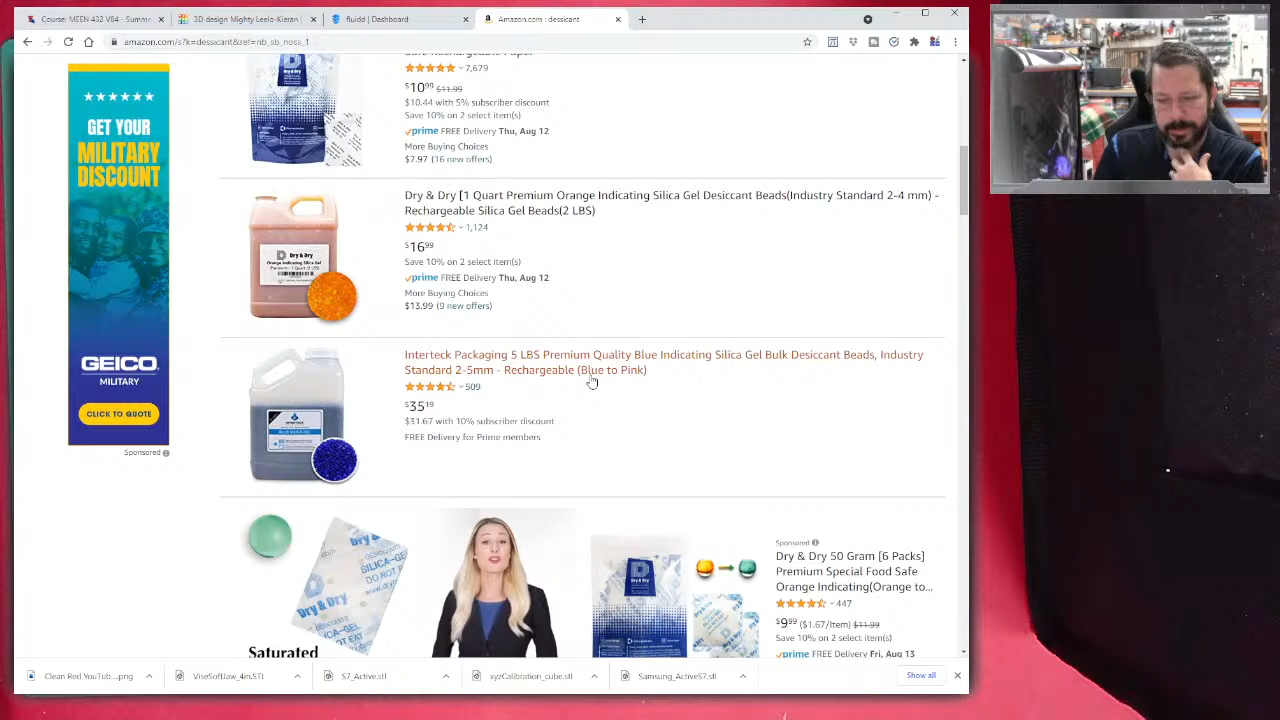 Course: MEEN 432 V84 - Summe
3D design Mighty Leelo-Kieran |
fluidd | Dashboard
Amazon.com : dessicant
amazon.com/s?k=dessicant&ref=nb_sb_noss_1
GET YOUR
MILITARY
DISCOUNT
GEICO
MILITARY
CLICK TO QUOTE
Sponsored
7,679
$10.99 $11.99
$10.44 with 5% subscriber discount
Save 10% on 2 select item(s)
prime FREE Delivery Thu, Aug 12
More Buying Choices
$7.97 (16 new offers)
Dry & Dry [1 Quart Premium Orange Indicating Silica Gel Desiccant Beads(Industry Standard 2-4 mm) -
Rechargeable Silica Gel Beads(2 LBS)
1,124
$16.99
Save 10% on 2 select item(s)
prime FREE Delivery Thu, Aug 12
More Buying Choices
$13.99 (9 new offers)
Dry & Dry
Interteck Packaging 5 LBS Premium Quality Blue Indicating Silica Gel Bulk Desiccant Beads, Industry
Standard 2-5mm - Rechargeable (Blue to Pink)
509
$35.19
$31.67 with 10% subscriber discount
FREE Delivery for Prime members
Dry & Dry
Saturated
Sponsored
Dry & Dry 50 Gram [6 Packs]
Premium Special Food Safe
Orange Indicating(Orange to...
447
$9.99 ($1.67/Item) $11.99
Save 10% on 2 select item(s)
prime FREE Delivery Fri, Aug 13
Clean Red YouTub....png
ViseSoftJaw_4in.STL
S7_Active.stl
xyzCalibration_cube.stl
Samsung_ActiveS7.stl
Show all